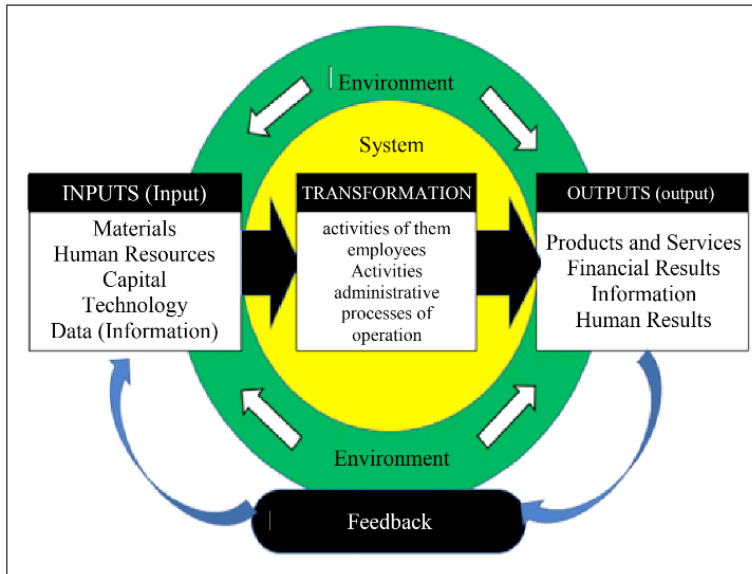 Environment
System
INPUTS (Input)
Materials
Human Resources
Capital
Technology
Data (Information)
TRANSFORMATION
activities of them
employees
Activities
administrative
processes of
operation
OUTPUTS (output)
Products and Services
Financial Results
Information
Human Results
Environment
Feedback